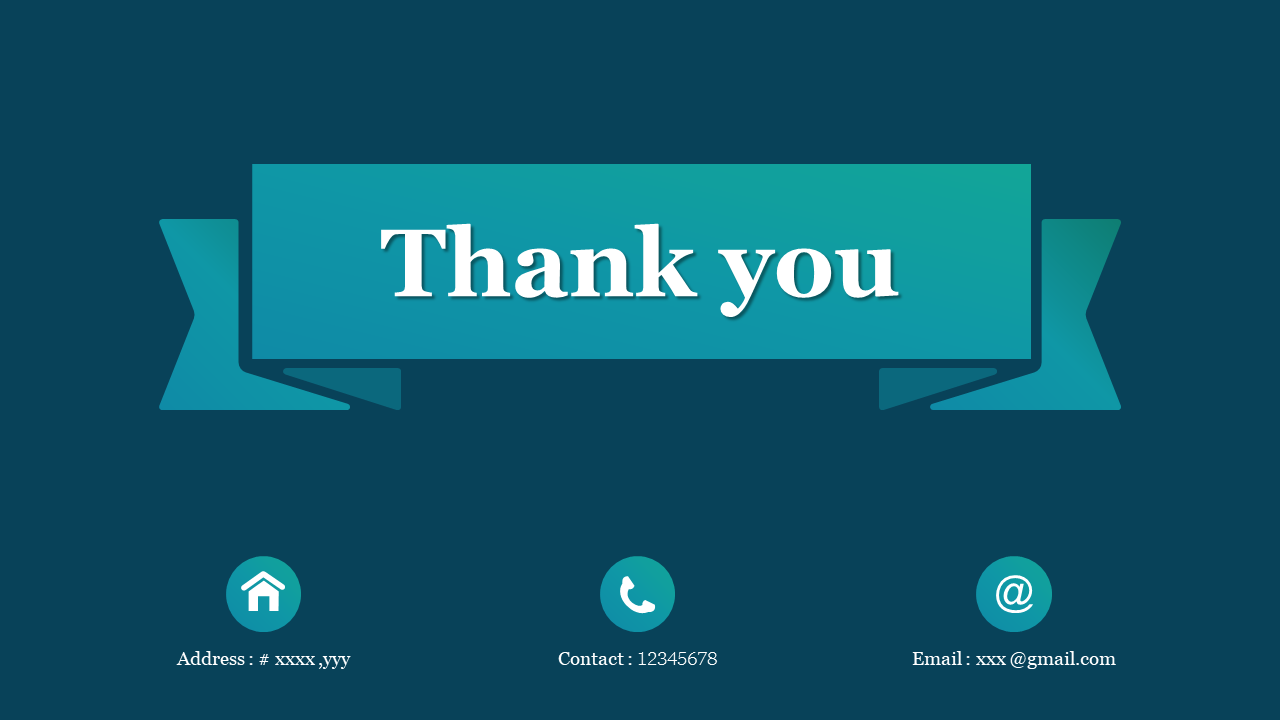 Thank you
@
Address : # xxxx ,yyy
Contact : 12345678
Email : xxx @gmail.com